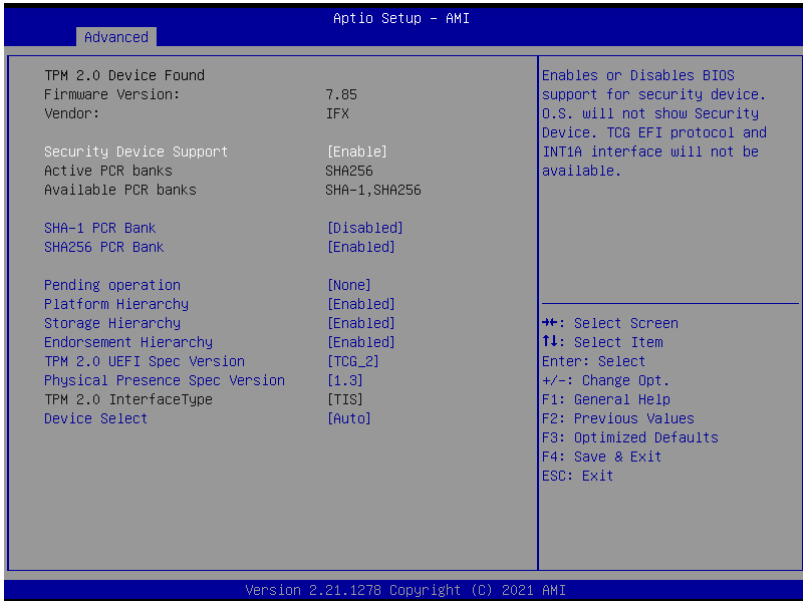 Aptio Setup – AMI
Advanced
TPM 2.0 Device Found
Firmware Version: 7.85
Vendor: IFX
Security Device Support [Enable]
Active PCR banks SHA256
Available PCR banks SHA-1,SHA256
SHA-1 PCR Bank [Disabled]
SHA256 PCR Bank [Enabled]
Pending operation [None]
Platform Hierarchy [Enabled]
Storage Hierarchy [Enabled]
Endorsement Hierarchy [Enabled]
TPM 2.0 UEFI Spec Version [TCG_2]
Physical Presence Spec Version [1.3]
TPM 2.0 InterfaceType [TIS]
Device Select [Auto]
Enables or Disables BIOS
support for security device.
O.S. will not show Security
Device. TCG EFI protocol and
INT1A interface will not be
available.
→←: Select Screen
↑↓: Select Item
Enter: Select
+/-: Change Opt.
F1: General Help
F2: Previous Values
F3: Optimized Defaults
F4: Save & Exit
ESC: Exit
Version 2.21.1278 Copyright (C) 2021 AMI